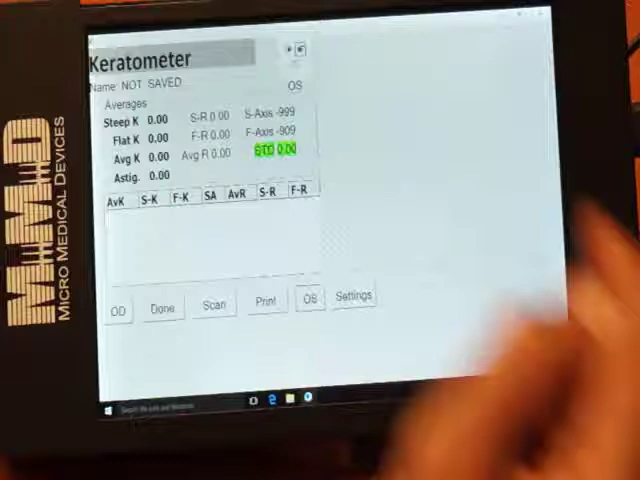 Keratometer
Name: NOT SAVED
OS
Averages
Steep K 0.00 S-R 0.00 S-Axis -999
Flat K 0.00 F-R 0.00 F-Axis -909
Avg K 0.00 Avg R 0.00 STD 0.00
Astig. 0.00
AvK S-K F-K SA AvR S-R F-R
OD Done Scan Print OS Settings
MMD
MICRO MEDICAL DEVICES